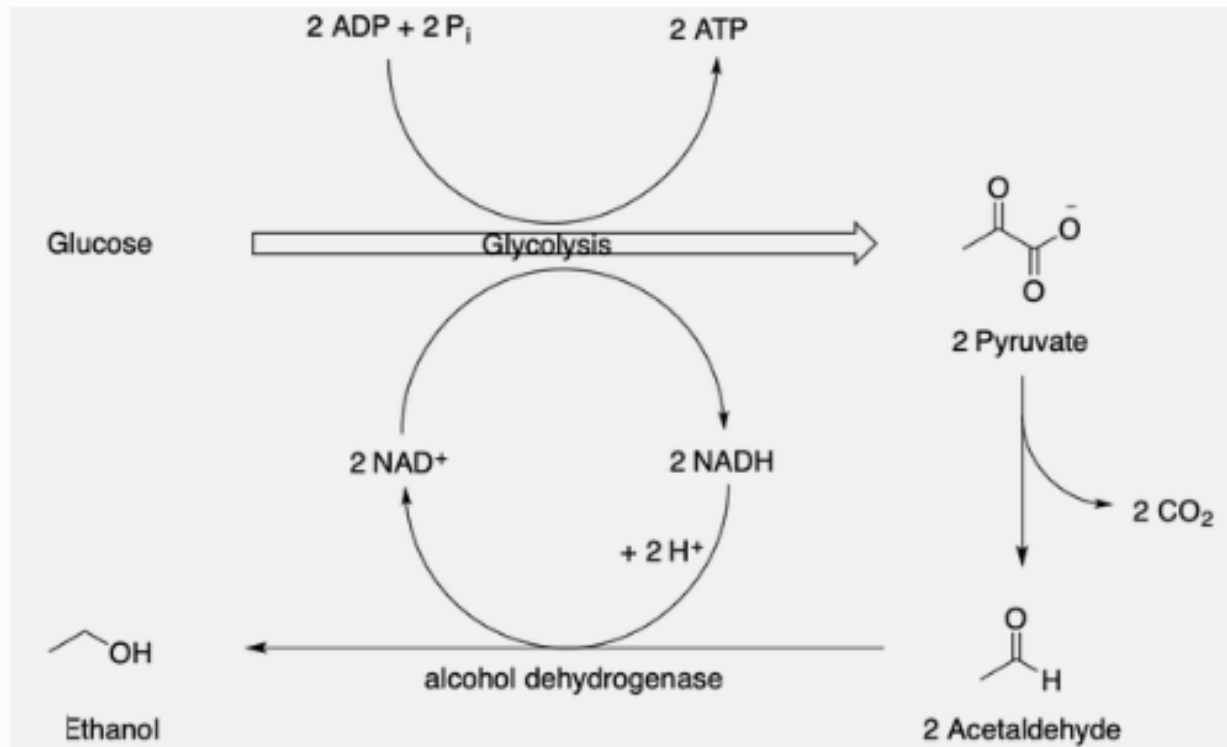 2 ADP + 2 Pi
2 ATP
O
O⁻
Glucose
Glycolysis
O
2 Pyruvate
2 NAD⁺
2 NADH
2 CO₂
+ 2 H⁺
O
OH
H
alcohol dehydrogenase
Ethanol
2 Acetaldehyde